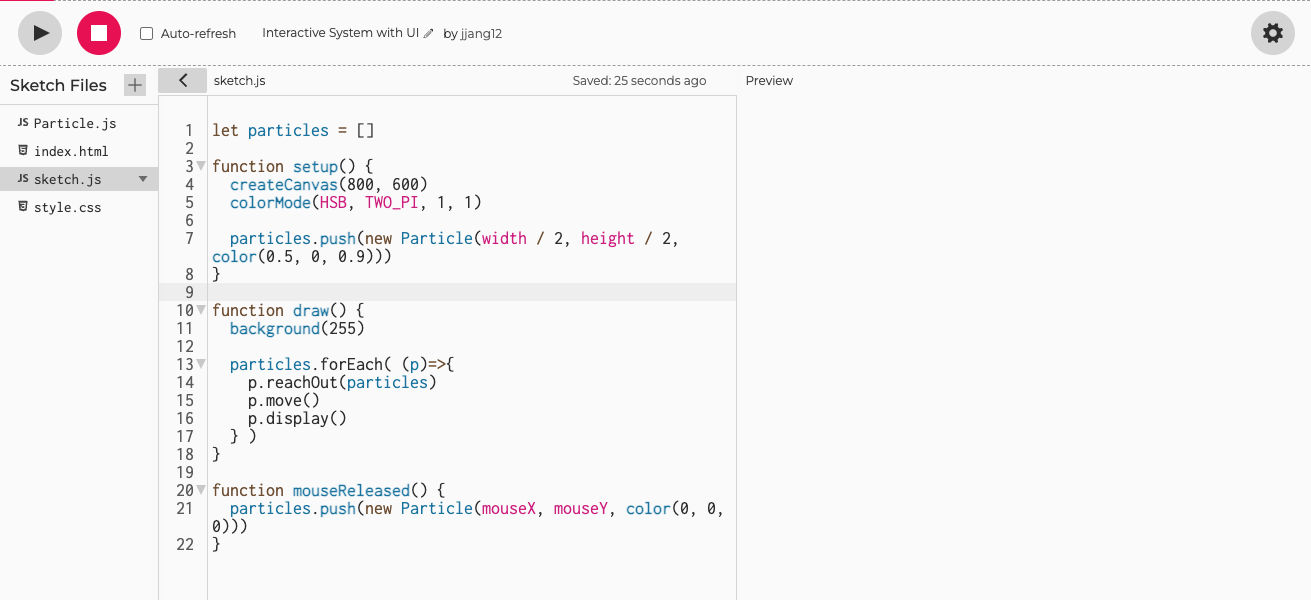 Auto-refresh
Interactive System with UI by jjang12
Sketch Files
sketch.js
Saved: 25 seconds ago
Preview
JS Particle.js
index.html
JS sketch.js
style.css
1 let particles = []
2
3 function setup() {
4 createCanvas(800, 600)
5 colorMode(HSB, TWO_PI, 1, 1)
6
7 particles.push(new Particle(width / 2, height / 2,
color(0.5, 0, 0.9)))
8 }
9
10 function draw() {
11 background(255)
12
13 particles.forEach( (p)=>{
14 p.reachOut(particles)
15 p.move()
16 p.display()
17 } )
18 }
19
20 function mouseReleased() {
21 particles.push(new Particle(mouseX, mouseY, color(0, 0,
0)))
22 }